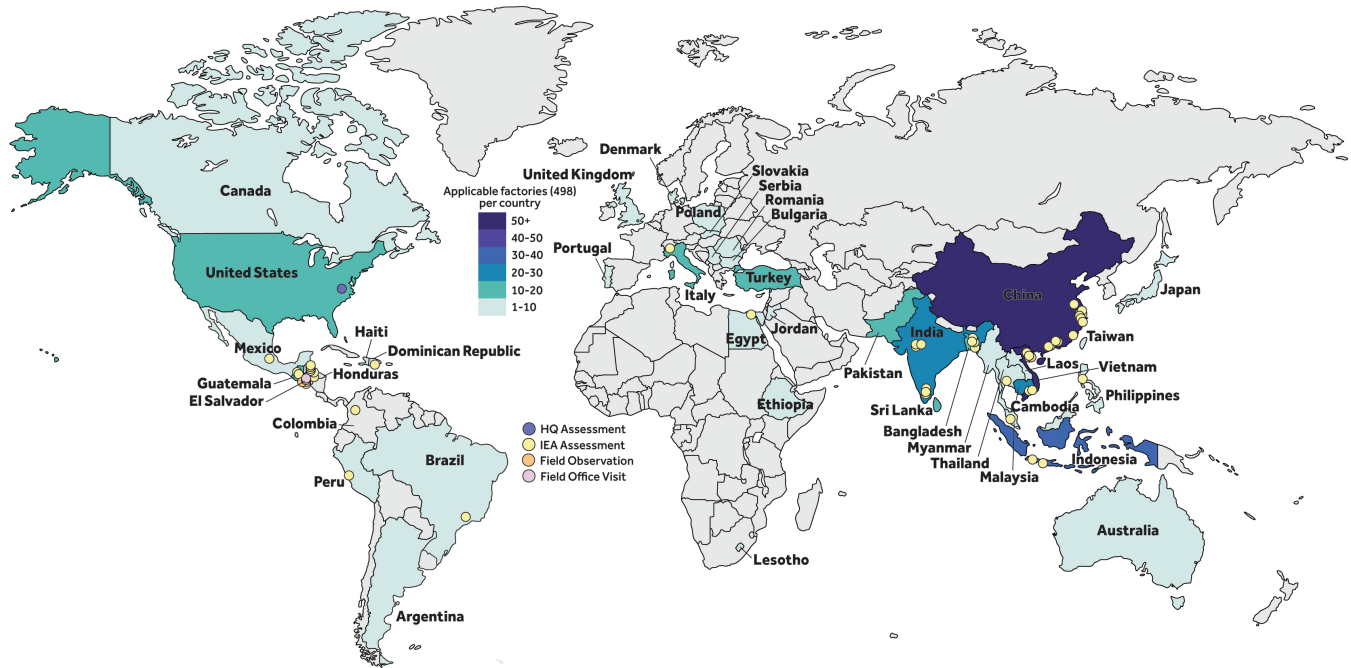 Denmark
United Kingdom
Slovakia
Serbia
Romania
Bulgaria
Poland
Canada
Applicable factories (498)
per country
50+
40-50
30-40
20-30
10-20
1-10
Portugal
United States
Turkey
Italy
China
Japan
Haiti
Mexico
Dominican Republic
Egypt
Jordan
India
Taiwan
Guatemala
Honduras
El Salvador
Pakistan
Laos
Vietnam
Colombia
Ethiopia
Sri Lanka
Cambodia
Philippines
Bangladesh
Myanmar
Thailand
Malaysia
Indonesia
HQ Assessment
IEA Assessment
Field Observation
Field Office Visit
Brazil
Peru
Australia
Lesotho
Argentina